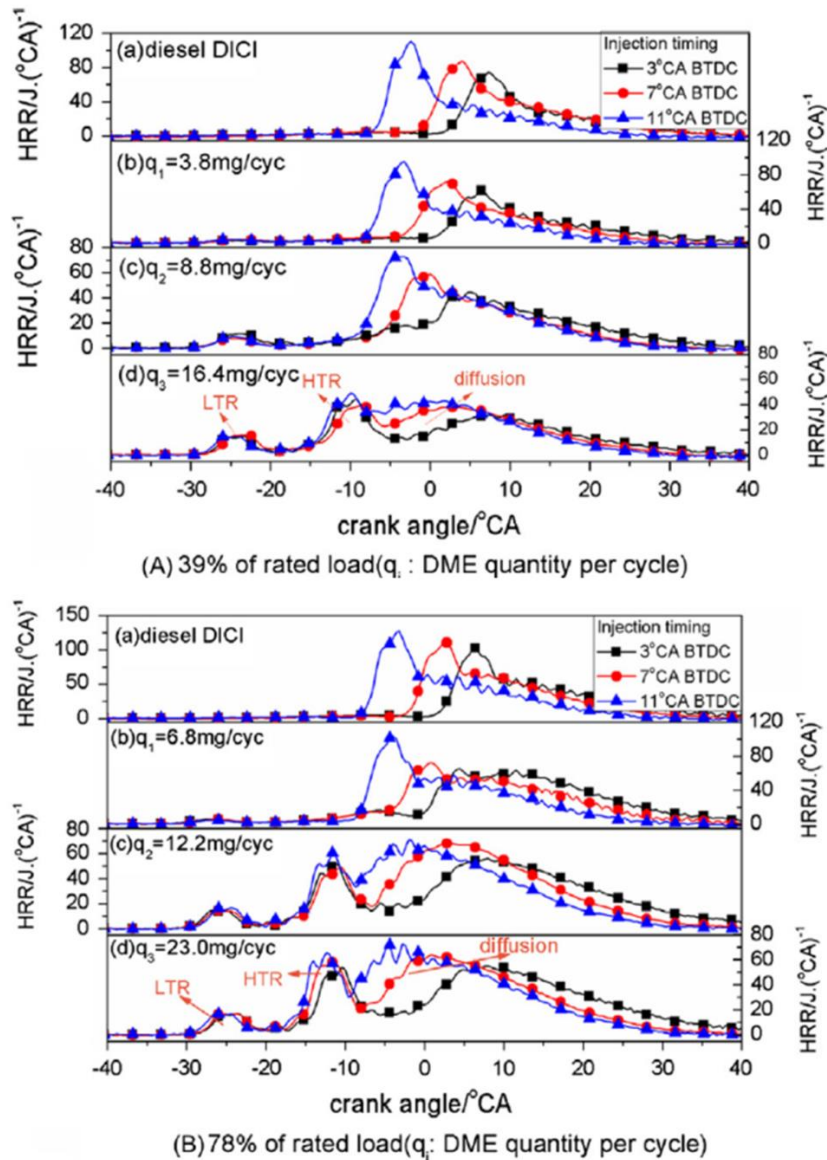 (a)diesel DICI
Injection timing
3°CA BTDC
7°CA BTDC
11°CA BTDC
HRR/J.(°CA)⁻¹
120
80
40
0
(b)q₁=3.8mg/cyc
HRR/J.(°CA)⁻¹
120
80
40
0
(c)q₂=8.8mg/cyc
HRR/J.(°CA)⁻¹
80
60
40
20
0
(d)q₃=16.4mg/cyc
LTR
HTR
diffusion
HRR/J.(°CA)⁻¹
80
60
40
20
0
-40 -30 -20 -10 0 10 20 30 40
crank angle/°CA
(A) 39% of rated load(qᵢ : DME quantity per cycle)
(a)diesel DICI
Injection timing
3°CA BTDC
7°CA BTDC
11°CA BTDC
HRR/J.(°CA)⁻¹
150
100
50
0
(b)q₁=6.8mg/cyc
HRR/J.(°CA)⁻¹
120
80
40
0
(c)q₂=12.2mg/cyc
HRR/J.(°CA)⁻¹
80
60
40
20
0
(d)q₃=23.0mg/cyc
LTR
HTR
diffusion
HRR/J.(°CA)⁻¹
80
60
40
20
0
-40 -30 -20 -10 0 10 20 30 40
crank angle/°CA
(B) 78% of rated load(qᵢ: DME quantity per cycle)